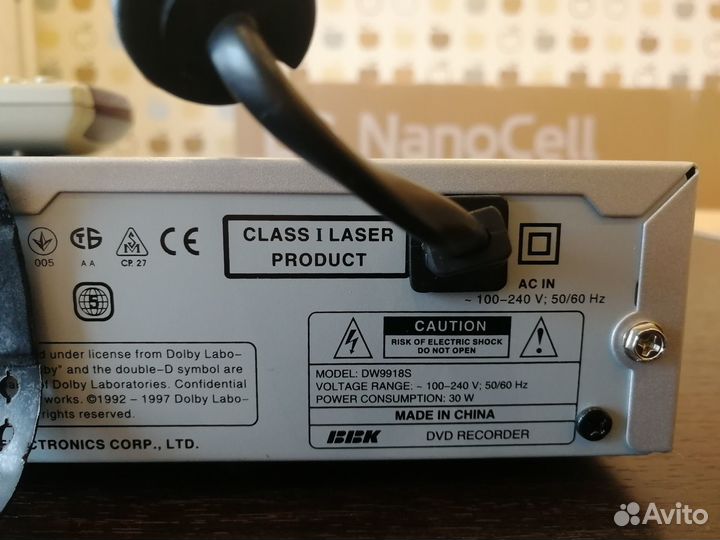 NanoCell
005
AA
СР. 27
CE
CLASS I LASER
PRODUCT
AC IN
~ 100-240 V; 50/60 Hz
5
CAUTION
RISK OF ELECTRIC SHOCK
DO NOT OPEN
MODEL: DW9918S
VOLTAGE RANGE: ~ 100-240 V; 50/60 Hz
POWER CONSUMPTION: 30 W
MADE IN CHINA
BBK DVD RECORDER
under license from Dolby Labo-
and the double-D symbol are
of Dolby Laboratories. Confidential
works. ©1992 - 1997 Dolby Labo-
rights reserved.
CORP., LTD.
Avito